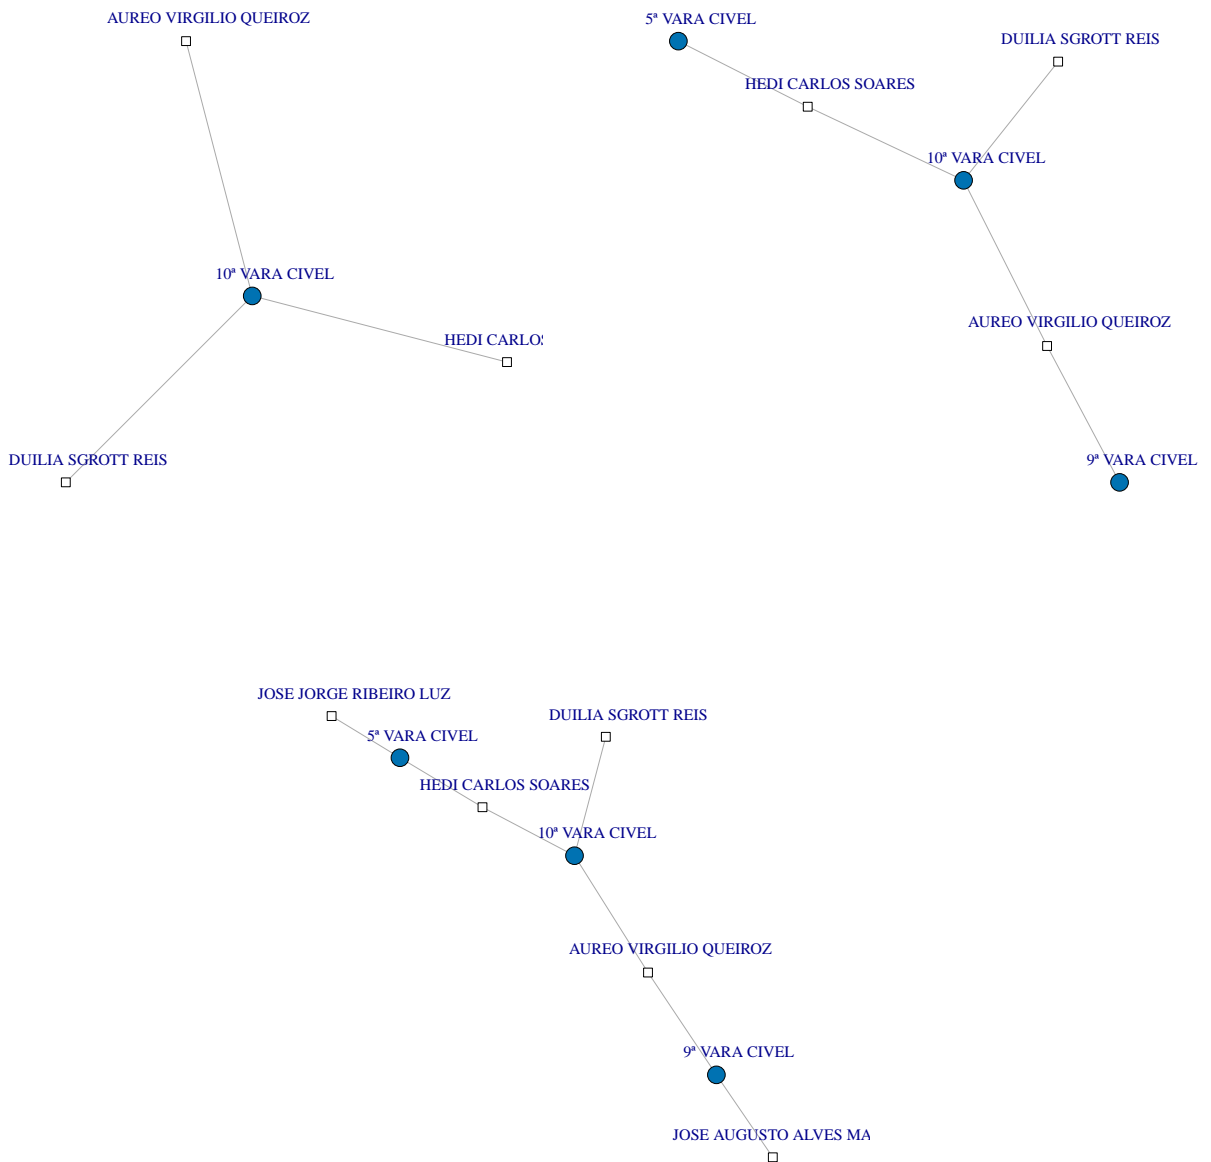 AUREO VIRGILIO QUEIROZ
10ª VARA CIVEL
HEDI CARLOS
DUILIA SGROTT REIS
5ª VARA CIVEL
DUILIA SGROTT REIS
HEDI CARLOS SOARES
10ª VARA CIVEL
AUREO VIRGILIO QUEIROZ
9ª VARA CIVEL
JOSE JORGE RIBEIRO LUZ
DUILIA SGROTT REIS
5ª VARA CIVEL
HEDI CARLOS SOARES
10ª VARA CIVEL
AUREO VIRGILIO QUEIROZ
9ª VARA CIVEL
JOSE AUGUSTO ALVES MA